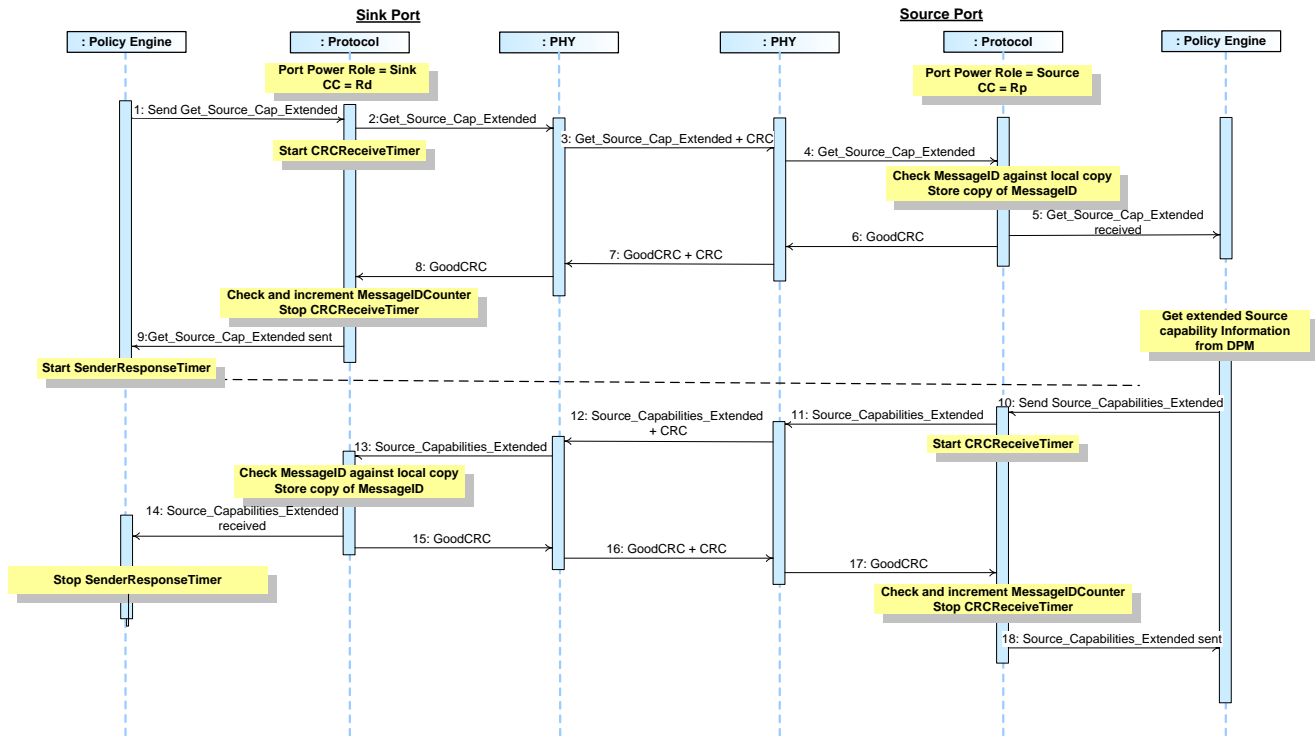 Sink Port
Source Port
: Policy Engine
: Protocol
: PHY
: PHY
: Protocol
: Policy Engine
Port Power Role = Sink
CC = Rd
Port Power Role = Source
CC = Rp
1: Send Get_Source_Cap_Extended
2:Get_Source_Cap_Extended
Start CRCReceiveTimer
3: Get_Source_Cap_Extended + CRC
4: Get_Source_Cap_Extended
Check MessageID against local copy
Store copy of MessageID
5: Get_Source_Cap_Extended
received
6: GoodCRC
7: GoodCRC + CRC
8: GoodCRC
Check and increment MessageIDCounter
Stop CRCReceiveTimer
9:Get_Source_Cap_Extended sent
Start SenderResponseTimer
Get extended Source
capability Information
from DPM
10: Send Source_Capabilities_Extended
11: Source_Capabilities_Extended
Start CRCReceiveTimer
12: Source_Capabilities_Extended
+ CRC
13: Source_Capabilities_Extended
Check MessageID against local copy
Store copy of MessageID
14: Source_Capabilities_Extended
received
15: GoodCRC
16: GoodCRC + CRC
17: GoodCRC
Stop SenderResponseTimer
Check and increment MessageIDCounter
Stop CRCReceiveTimer
18: Source_Capabilities_Extended sent